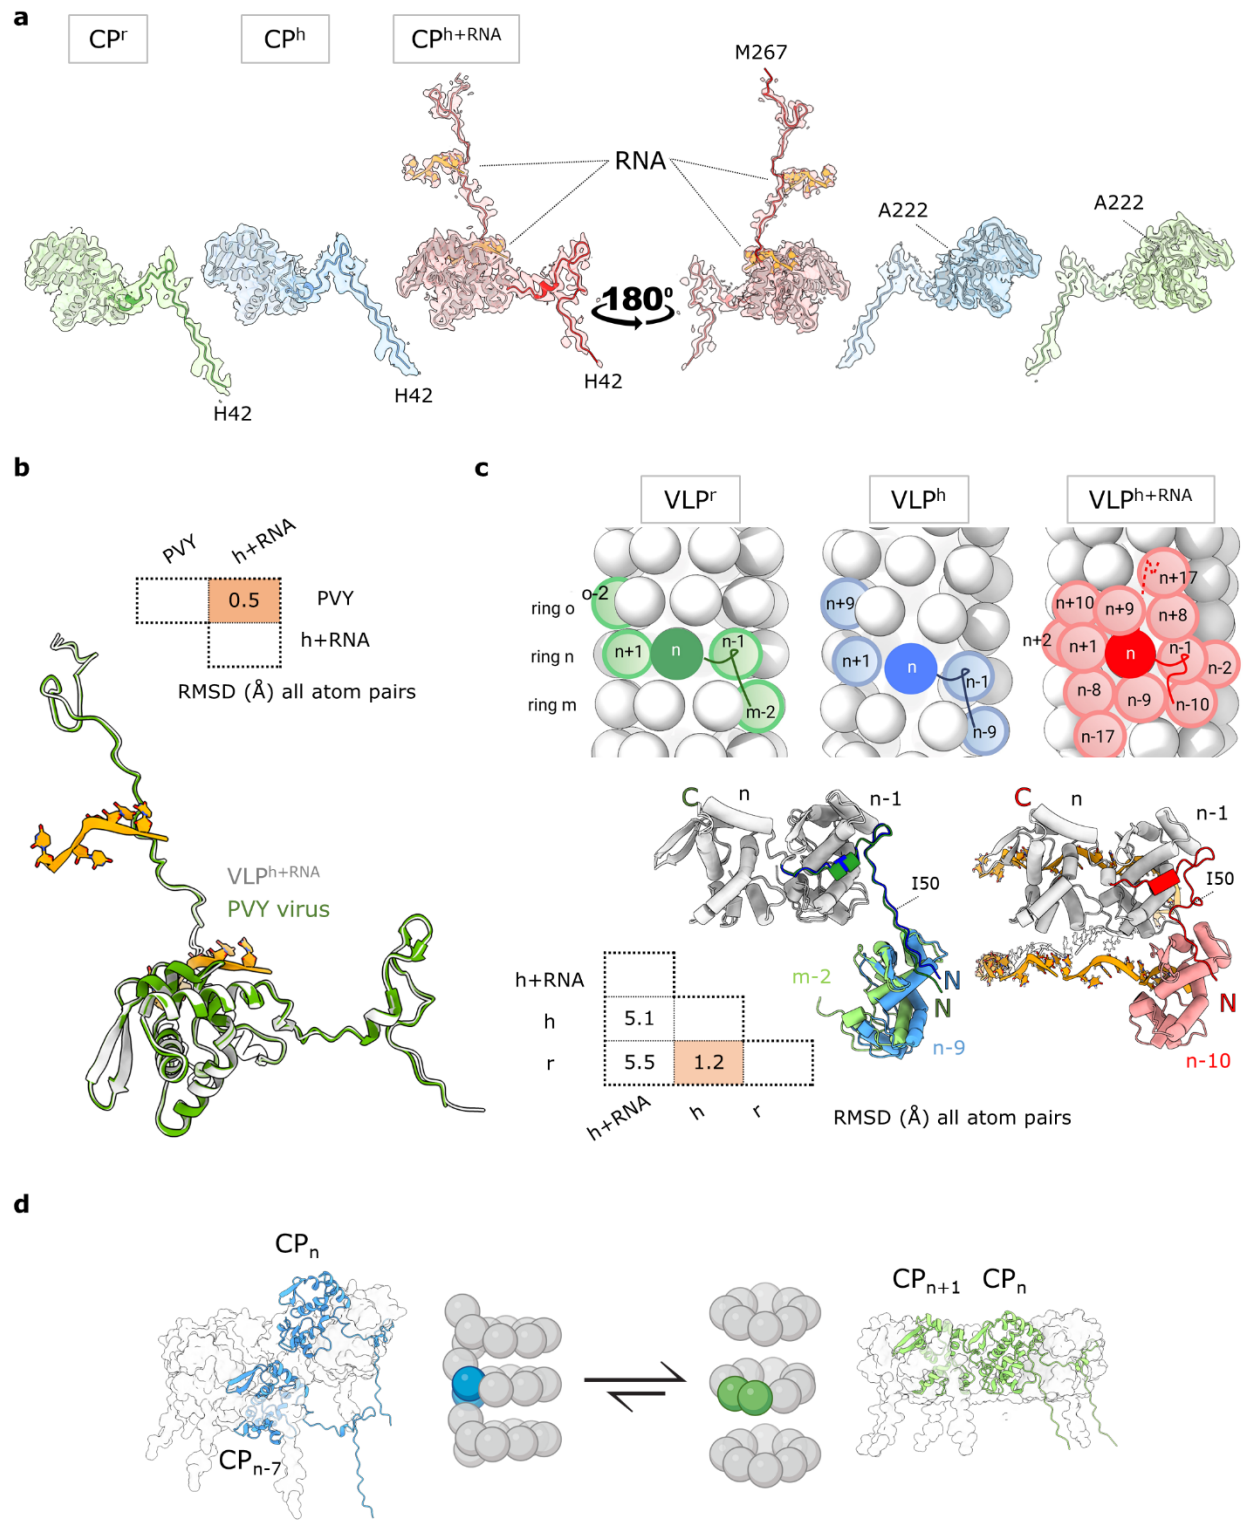 a
CPʳ
CPʰ
CPʰ⁺ᴿᴺᴬ
M267
RNA
A222
A222
180⁰
H42
H42
H42
b
PVY
h+RNA
0.5
PVY
h+RNA
RMSD (Å) all atom pairs
VLPʰ⁺ᴿᴺᴬ
PVY virus
c
VLPʳ
VLPʰ
VLPʰ⁺ᴿᴺᴬ
ring o
o-2
ring n
n+1
n
n-1
ring m
m-2
n+9
n+1
n
n-1
n-9
n+17
n+10
n+9
n+8
n+2
n+1
n
n-1
n-2
n-8
n-9
n-10
n-17
C
n
n-1
I50
m-2
N
N
n-9
C
n
n-1
I50
N
n-10
h+RNA
h
5.1
r
5.5
1.2
h+RNA
h
r
RMSD (Å) all atom pairs
d
CPₙ
CPₙ₋₇
CPₙ₊₁
CPₙ